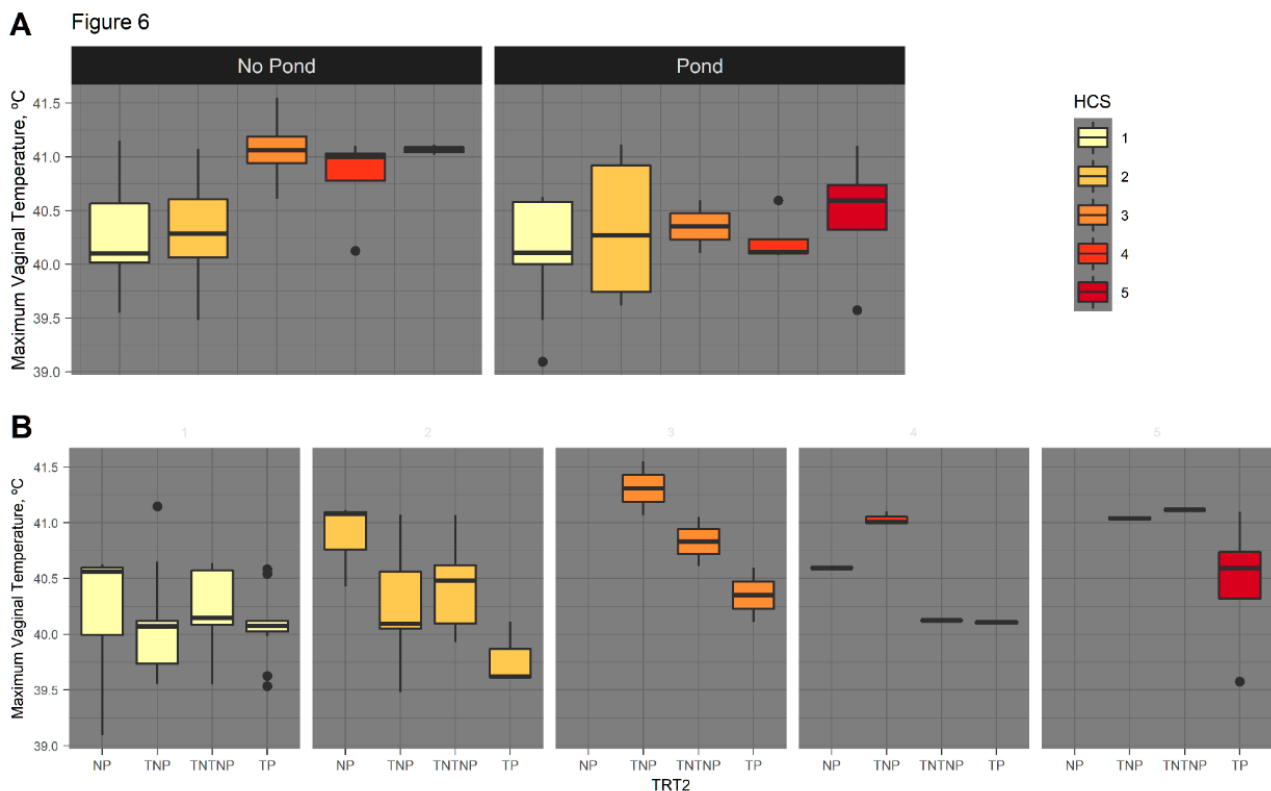 Figure 6
A
No Pond
Pond
Maximum Vaginal Temperature, ºC
41.5
41.0
40.5
40.0
39.5
39.0
HCS
1
2
3
4
5
B
1
2
3
4
5
Maximum Vaginal Temperature, ºC
41.5
41.0
40.5
40.0
39.5
39.0
NP TNP TNTNP TP NP TNP TNTNP TP NP TNP TNTNP TP NP TNP TNTNP TP NP TNP TNTNP TP
TRT2